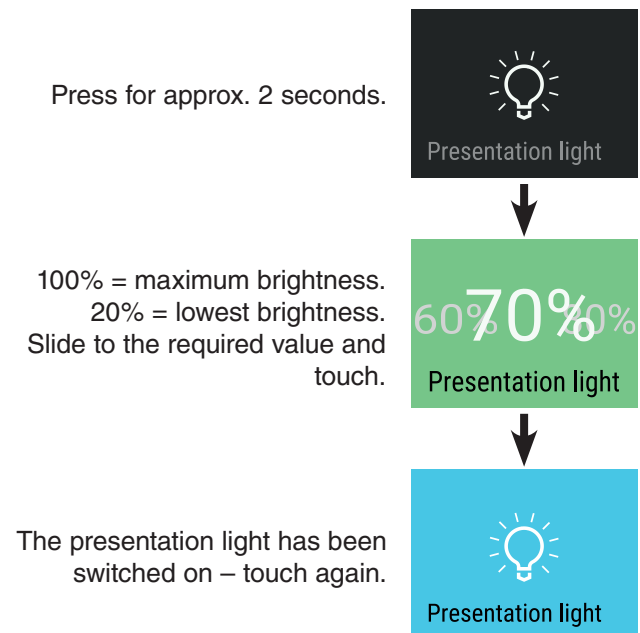 Press for approx. 2 seconds.
Presentation light
100% = maximum brightness.
20% = lowest brightness.
Slide to the required value and
touch.
60% 70% 80%
Presentation light
The presentation light has been
switched on – touch again.
Presentation light